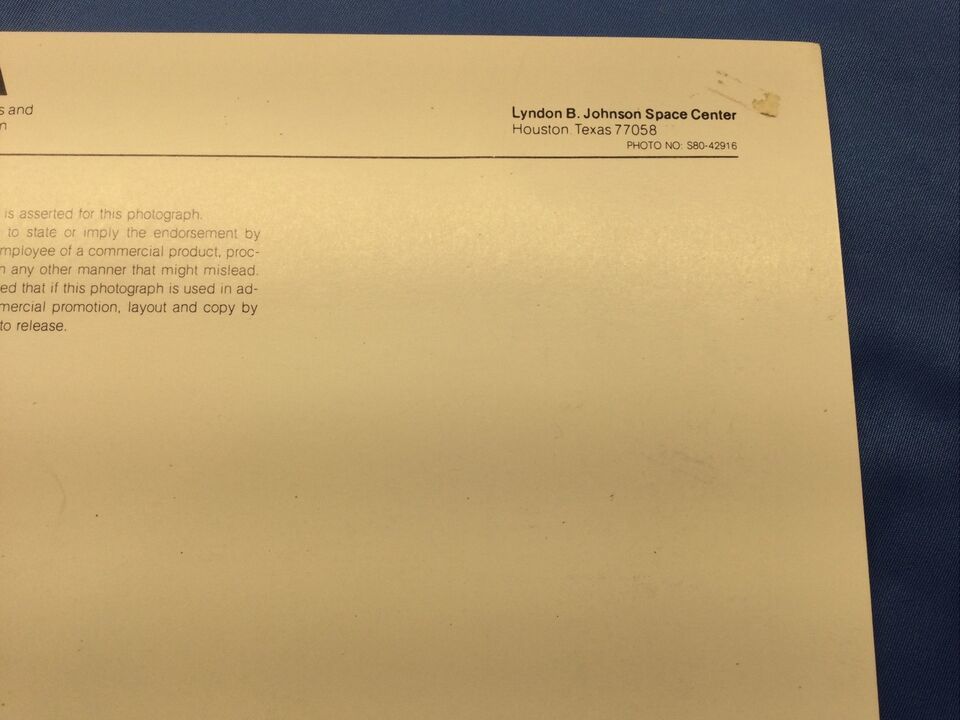 A
s and
n
Lyndon B. Johnson Space Center
Houston, Texas 77058
PHOTO NO: S80-42916
is asserted for this photograph.
to state or imply the endorsement by
mployee of a commercial product, proc-
n any other manner that might mislead.
ed that if this photograph is used in ad-
mercial promotion, layout and copy by
to release.